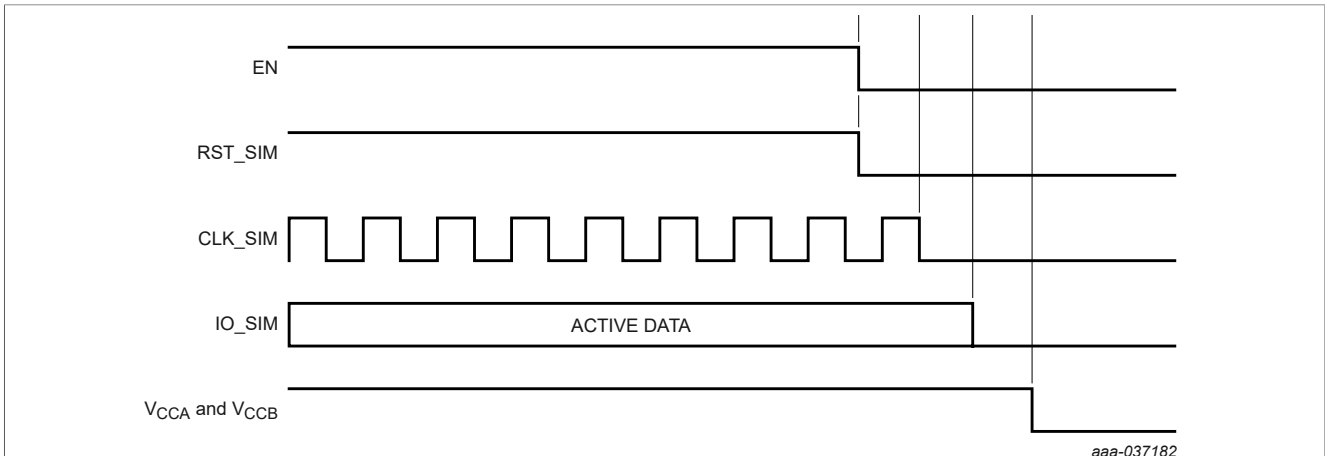 EN
RST_SIM
CLK_SIM
IO_SIM
ACTIVE DATA
VCCA and VCCB
aaa-037182